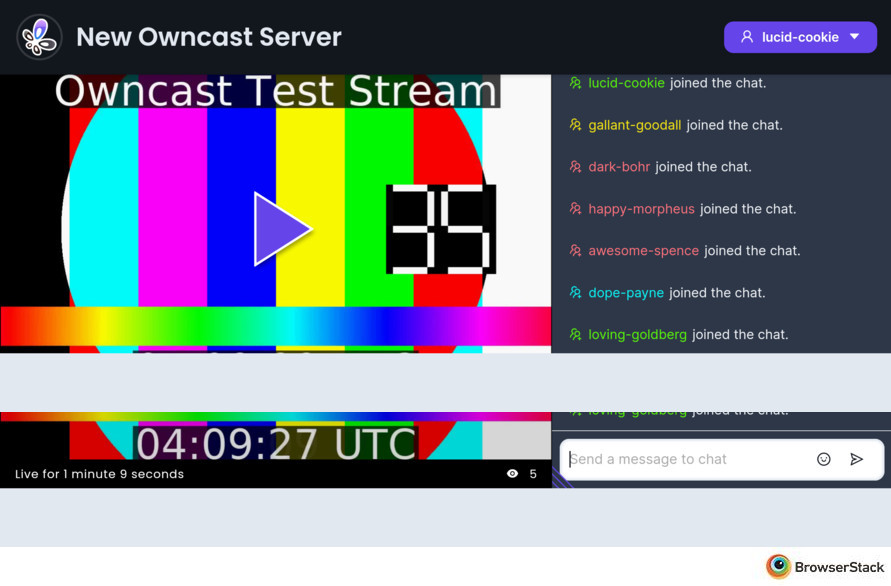 New Owncast Server
lucid-cookie
Owncast Test Stream
35
lucid-cookie joined the chat.
gallant-goodall joined the chat.
dark-bohr joined the chat.
happy-morpheus joined the chat.
awesome-spence joined the chat.
dope-payne joined the chat.
loving-goldberg joined the chat.
loving-goldberg joined the chat.
04:09:27 UTC
Live for 1 minute 9 seconds
5
Send a message to chat
BrowserStack